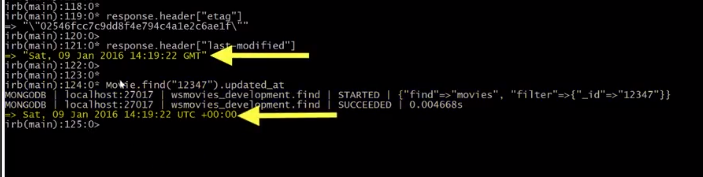 irb(main):118:0*
irb(main):119:0* response.header["etag"]
=> "\"02546fcc7c9dd8f4e794c4a1e2c6ae1f\""
irb(main):120:0>
irb(main):121:0* response.header["last-modified"]
=> "Sat, 09 Jan 2016 14:19:22 GMT"
irb(main):122:0>
irb(main):123:0*
irb(main):124:0* Movie.find("12347").updated_at
MONGODB | localhost:27017 | wsmovies_development.find | STARTED | {"find"=>"movies", "filter"=>{"_id"=>"12347"}}
MONGODB | localhost:27017 | wsmovies_development.find | SUCCEEDED | 0.004668s
=> Sat, 09 Jan 2016 14:19:22 UTC +00:00
irb(main):125:0>